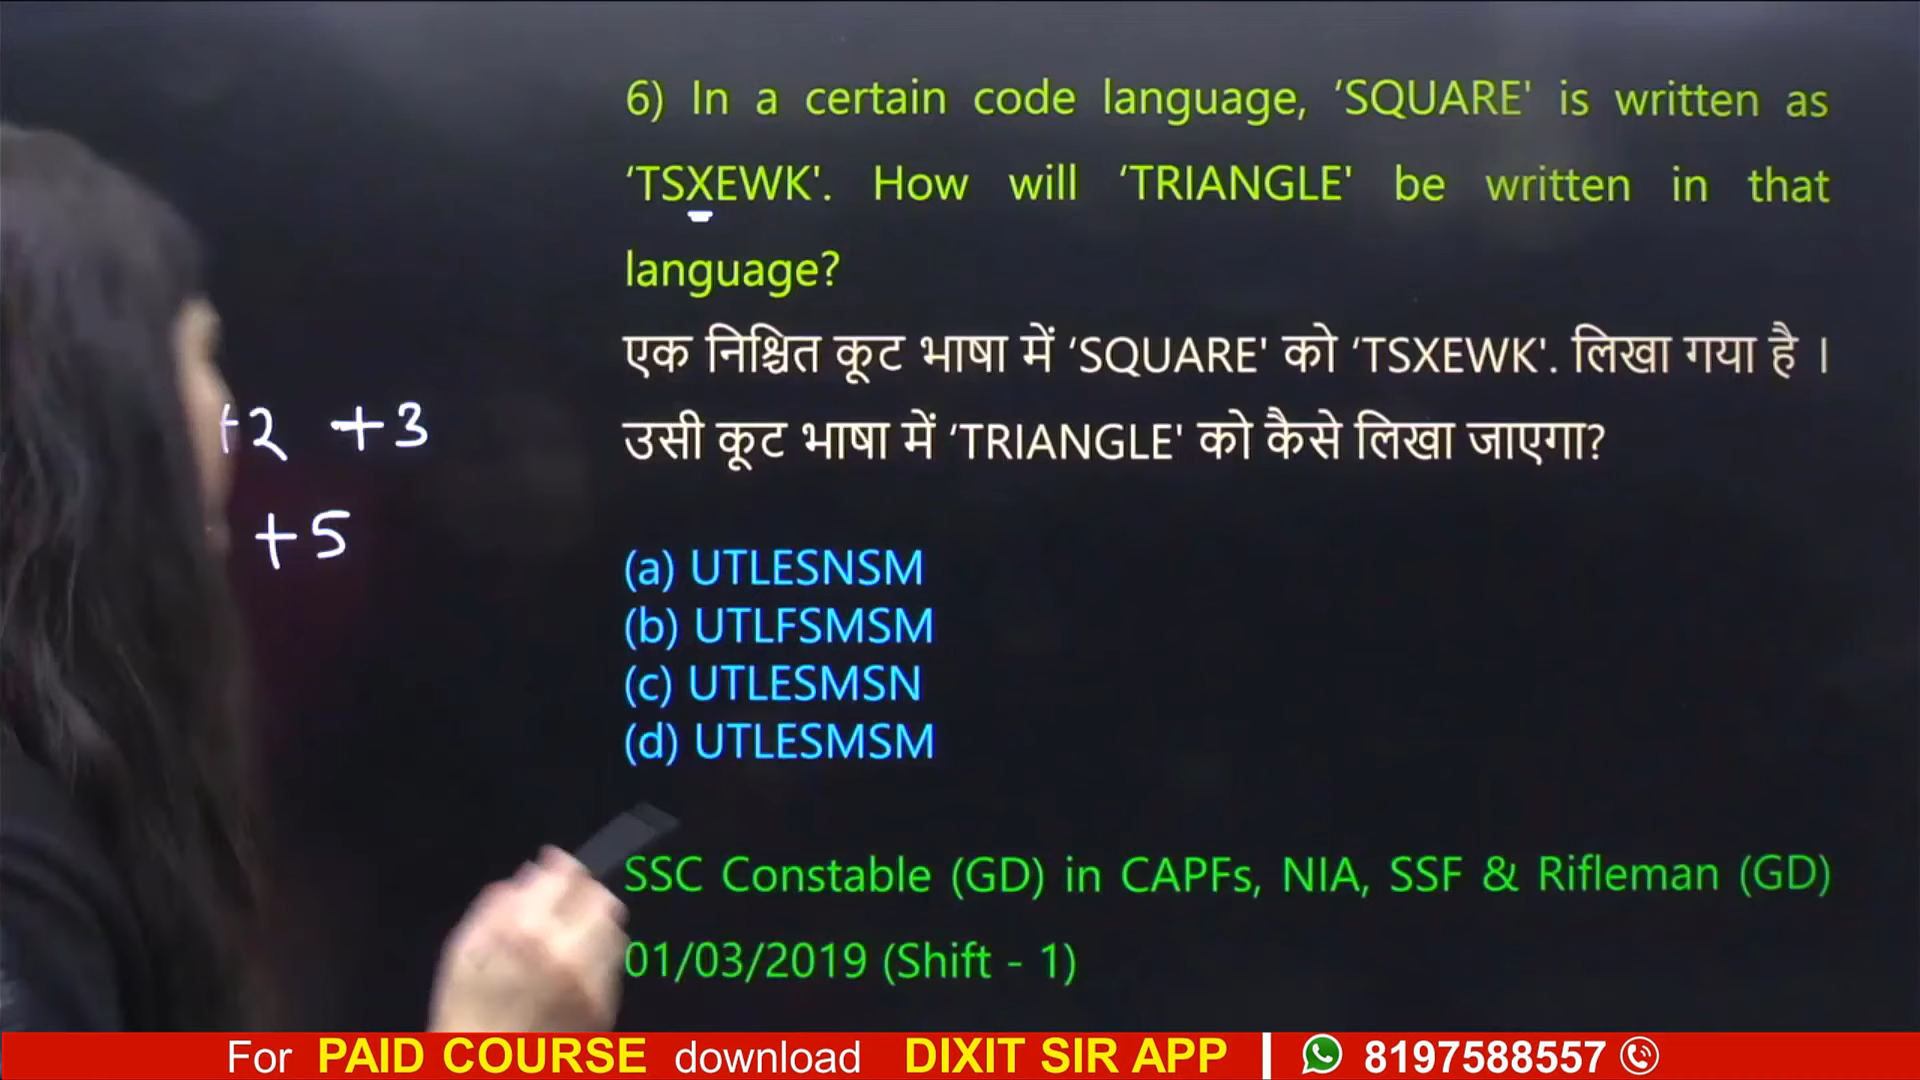 6) In a certain code language, ‘SQUARE' is written as
‘TSXEWK'. How will ‘TRIANGLE' be written in that
language?
एक निश्चित कूट भाषा में ‘SQUARE' को ‘TSXEWK'. लिखा गया है ।
उसी कूट भाषा में ‘TRIANGLE' को कैसे लिखा जाएगा?
+2 +3
+5
(a) UTLESNSM
(b) UTLFSMSM
(c) UTLESMSN
(d) UTLESMSM
SSC Constable (GD) in CAPFs, NIA, SSF & Rifleman (GD)
01/03/2019 (Shift - 1)
For PAID COURSE download DIXIT SIR APP | 8197588557